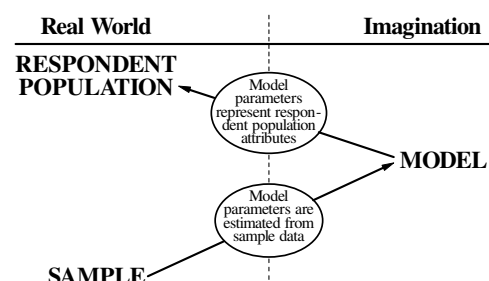 Real World
Imagination
RESPONDENT
POPULATION
Model
parameters
represent respon-
dent population
attributes
MODEL
Model
parameters are
estimated from
sample data
SAMPLE